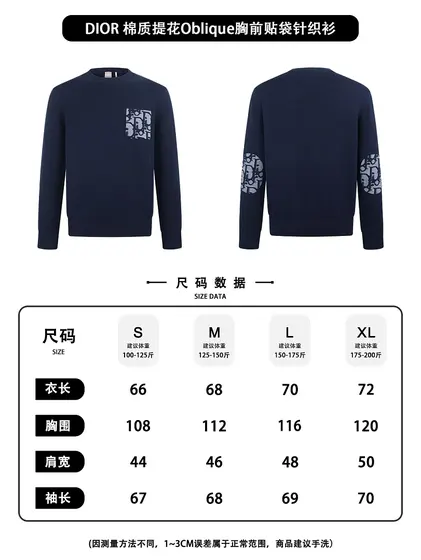 DIOR 棉质提花Oblique胸前贴袋针织衫
尺码数据
SIZE DATA
尺码 S M L XL
SIZE 建议体重 建议体重 建议体重 建议体重
100-125斤 125-150斤 150-175斤 175-200斤
衣长 66 68 70 72
胸围 108 112 116 120
肩宽 44 46 48 50
袖长 67 68 69 70
(因测量方法不同，1~3CM误差属于正常范围，商品建议手洗)